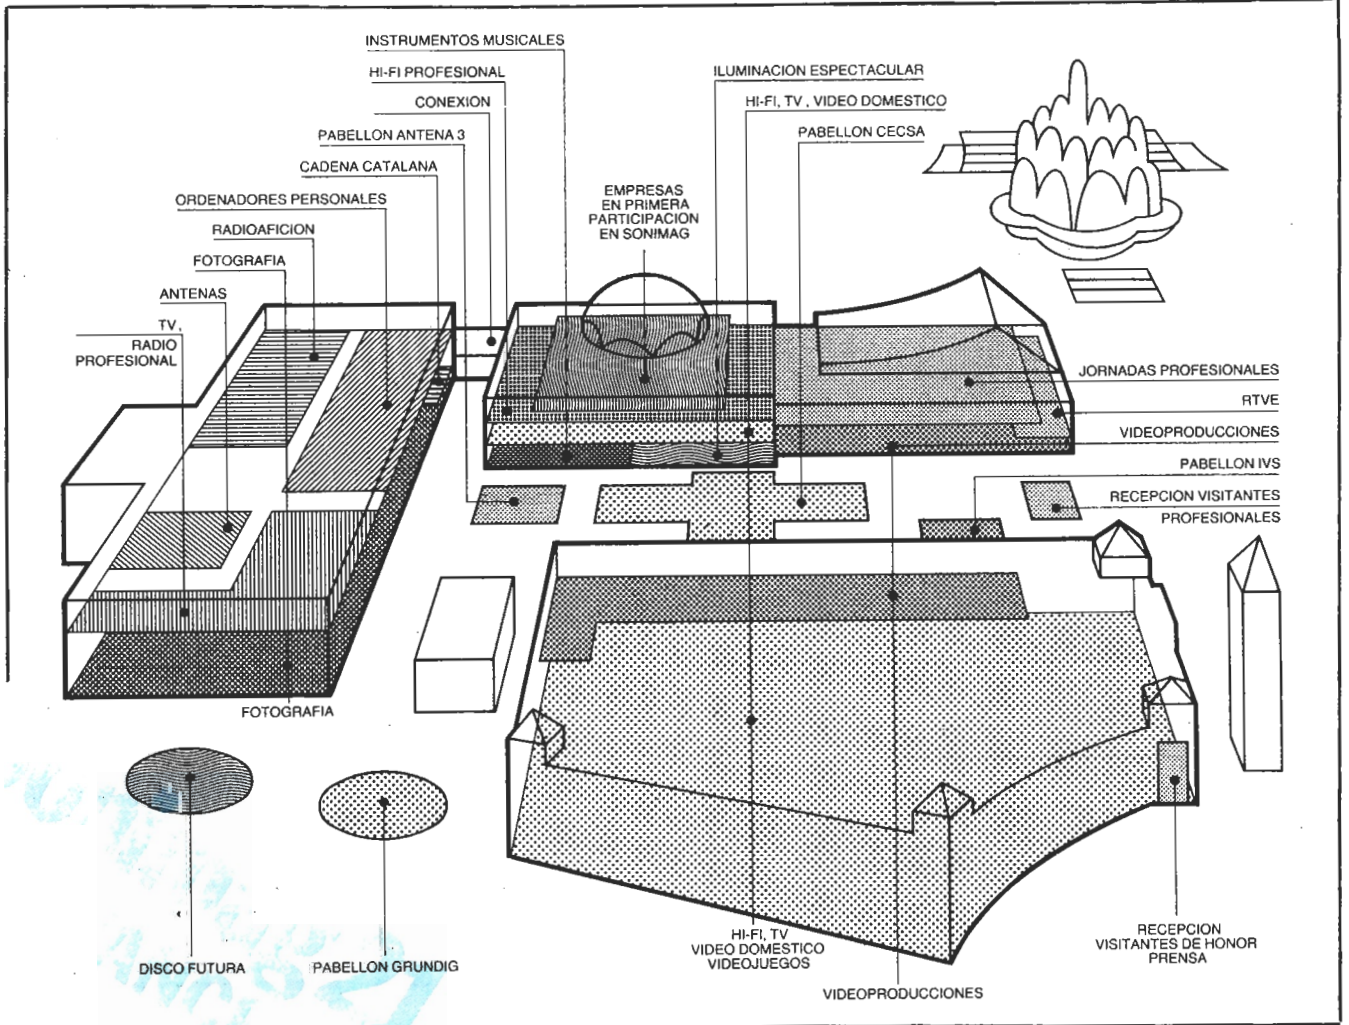 INSTRUMENTOS MUSICALES
HI-FI PROFESIONAL
CONEXION
PABELLON ANTENA 3
CADENA CATALANA
ORDENADORES PERSONALES
RADIOAFICION
FOTOGRAFIA
ANTENAS
TV,
RADIO
PROFESIONAL
ILUMINACION ESPECTACULAR
HI-FI, TV, VIDEO DOMESTICO
PABELLON CECSA
EMPRESAS
EN PRIMERA
PARTICIPACION
EN SONIMAG
JORNADAS PROFESIONALES
RTVE
VIDEOPRODUCCIONES
PABELLON IVS
RECEPCION VISITANTES
PROFESIONALES
FOTOGRAFIA
DISCO FUTURA
PABELLON GRUNDIG
HI-FI, TV
VIDEO DOMESTICO
VIDEOJUEGOS
VIDEOPRODUCCIONES
RECEPCION
VISITANTES DE HONOR
PRENSA